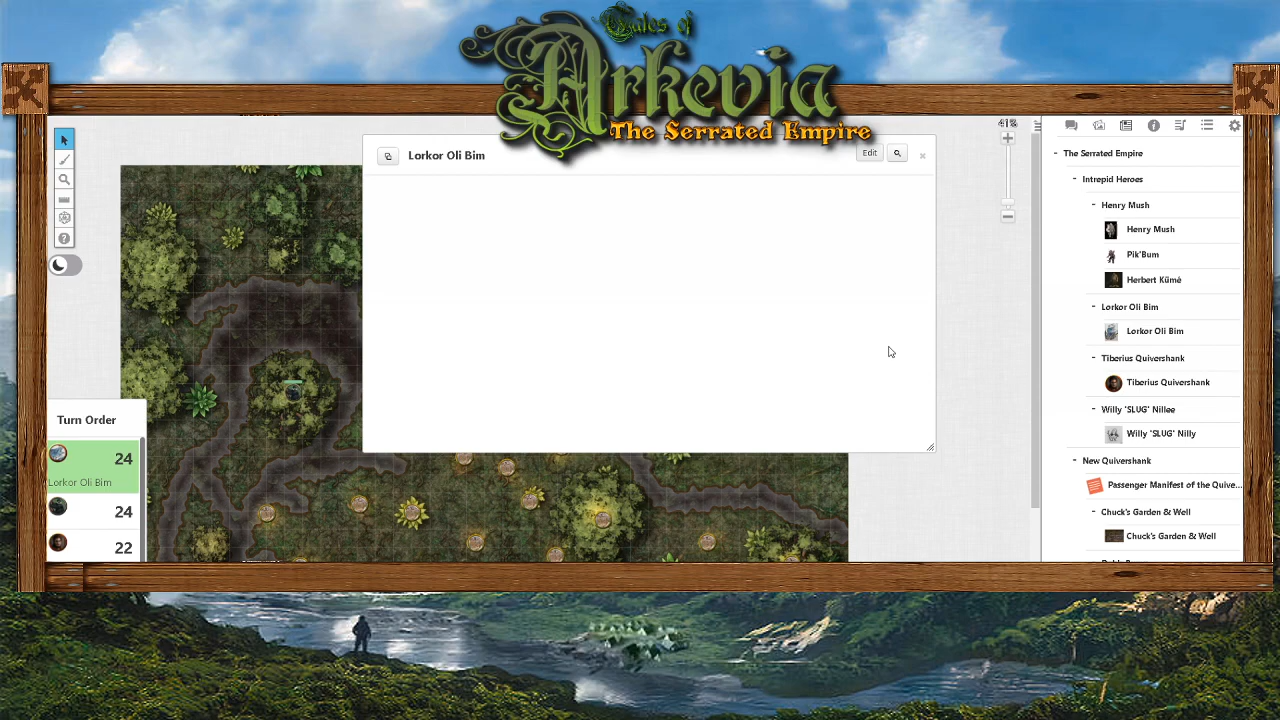 Tales of
Arkevia
The Serrated Empire
Lorkor Oli Bim
Edit
41%
Turn Order
24
Lorkor Oli Bim
24
22
The Serrated Empire
Intrepid Heroes
Henry Mush
Henry Mush
Pik'Bum
Herbert Kümé
Lorkor Oli Bim
Lorkor Oli Bim
Tiberius Quivershank
Tiberius Quivershank
Willy 'SLUG' Nillee
Willy 'SLUG' Nilly
New Quivershank
Passenger Manifest of the Quive...
Chuck's Garden & Well
Chuck's Garden & Well